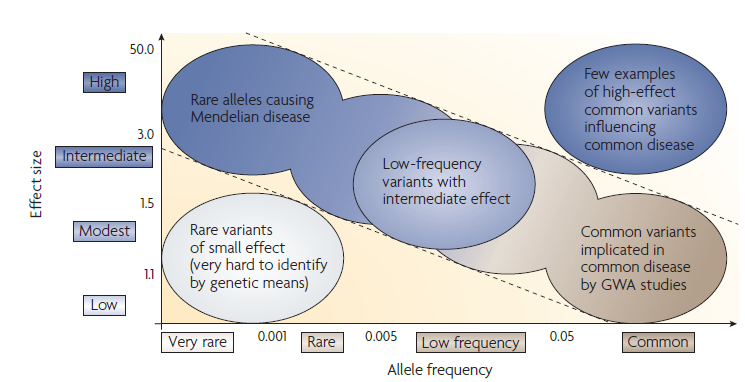 50.0
High
3.0
Intermediate
1.5
Modest
1.1
Low
Effect size
Rare alleles causing
Mendelian disease
Few examples
of high-effect
common variants
influencing
common disease
Low-frequency
variants with
intermediate effect
Rare variants
of small effect
(very hard to identify
by genetic means)
Common variants
implicated in
common disease
by GWA studies
Very rare
0.001
Rare
0.005
Low frequency
0.05
Common
Allele frequency